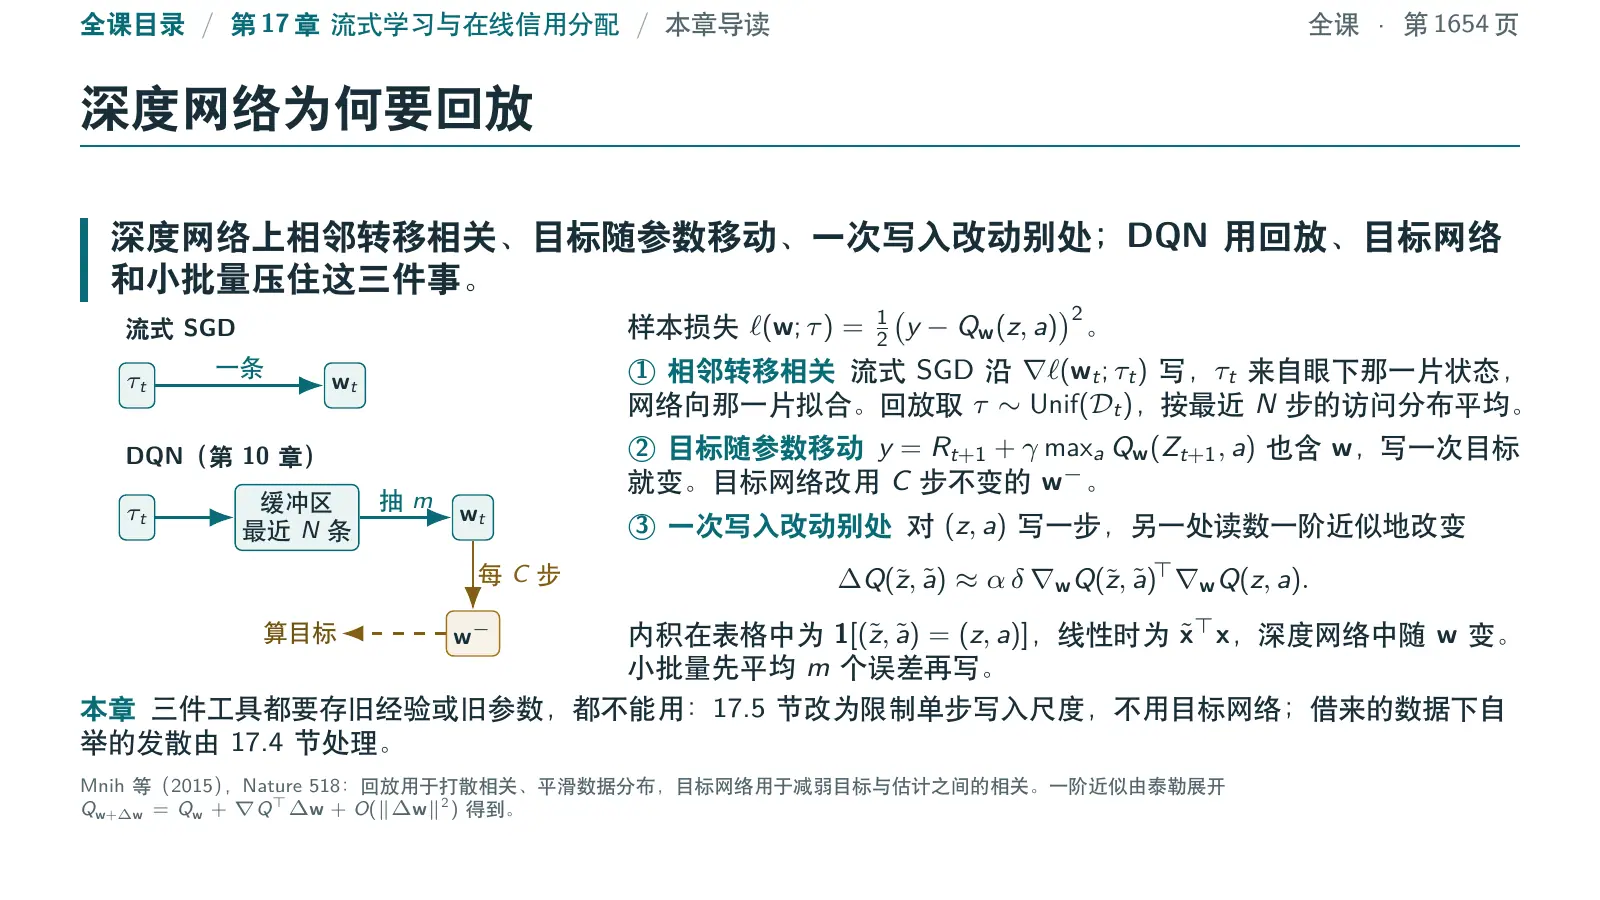 全课目录 / 第17章 流式学习与在线信用分配 / 本章导读
全课 · 第1654页
深度网络为何要回放
深度网络上相邻转移相关、目标随参数移动、一次写入改动别处；DQN 用回放、目标网络
和小批量压住这三件事。
流式 SGD
τₜ 一条 wₜ
DQN（第 10 章）
τₜ 缓冲区 抽 m wₜ
最近 N 条
每 C 步
算目标 w⁻
样本损失 ℓ(w; τ) = ½(y − Q_w(z, a))²。
① 相邻转移相关 流式 SGD 沿 ∇ℓ(wₜ; τₜ) 写，τₜ 来自眼下那一片状态，
网络向那一片拟合。回放取 τ ∼ Unif(𝒟ₜ)，按最近 N 步的访问分布平均。
② 目标随参数移动 y = R_{t+1} + γ max_a Q_w(Z_{t+1}, a) 也含 w，写一次目标
就变。目标网络改用 C 步不变的 w⁻。
③ 一次写入改动别处 对 (z, a) 写一步，另一处读数一阶近似地改变
ΔQ(z̃, ã) ≈ α δ ∇_w Q(z̃, ã)^⊤ ∇_w Q(z, a).
内积在表格中为 1[(z̃, ã) = (z, a)]，线性时为 x̃^⊤x，深度网络中随 w 变。
小批量先平均 m 个误差再写。
本章 三件工具都要存旧经验或旧参数，都不能用：17.5 节改为限制单步写入尺度，不用目标网络；借来的数据下自
举的发散由 17.4 节处理。
Mnih 等（2015），Nature 518：回放用于打散相关、平滑数据分布，目标网络用于减弱目标与估计之间的相关。一阶近似由泰勒展开
Q_{w+Δw} = Q_w + ∇Q^⊤Δw + O(‖Δw‖²) 得到。